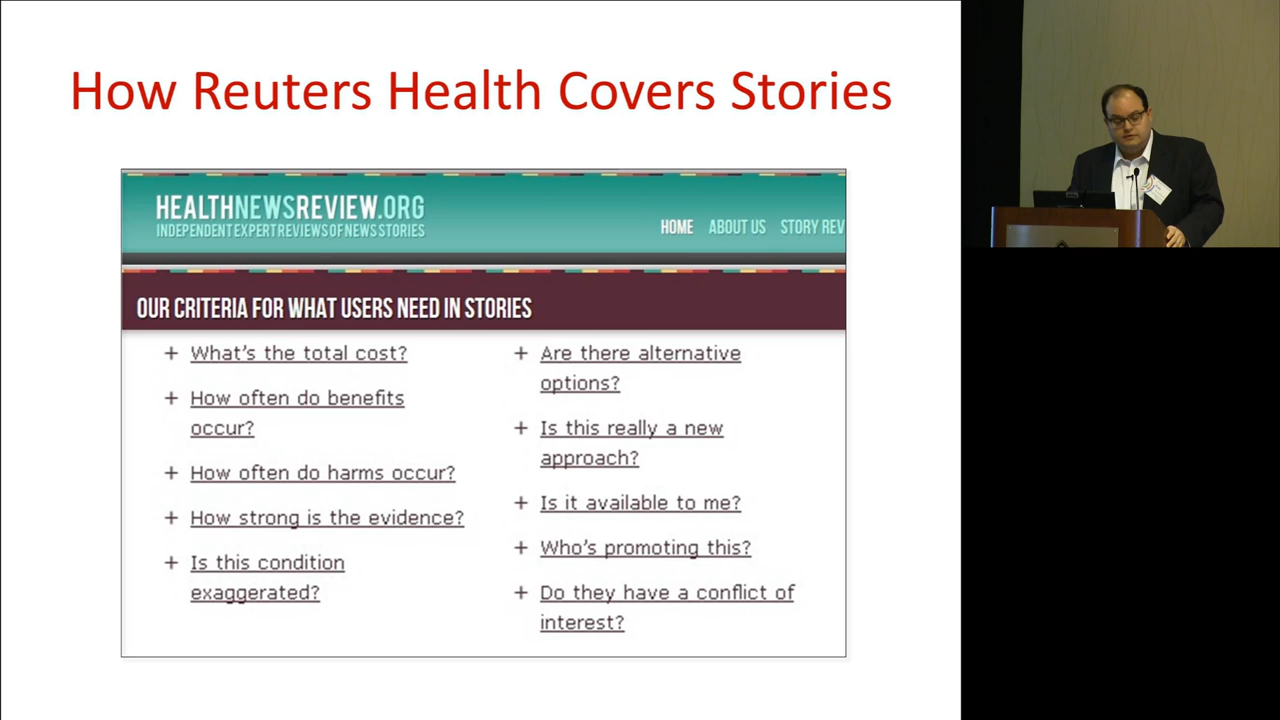 How Reuters Health Covers Stories
HEALTHNEWSREVIEW.ORG
INDEPENDENT EXPERT REVIEWS OF NEWS STORIES
HOME ABOUT US STORY REV
OUR CRITERIA FOR WHAT USERS NEED IN STORIES
+ What's the total cost?
+ How often do benefits
occur?
+ How often do harms occur?
+ How strong is the evidence?
+ Is this condition
exaggerated?
+ Are there alternative
options?
+ Is this really a new
approach?
+ Is it available to me?
+ Who's promoting this?
+ Do they have a conflict of
interest?